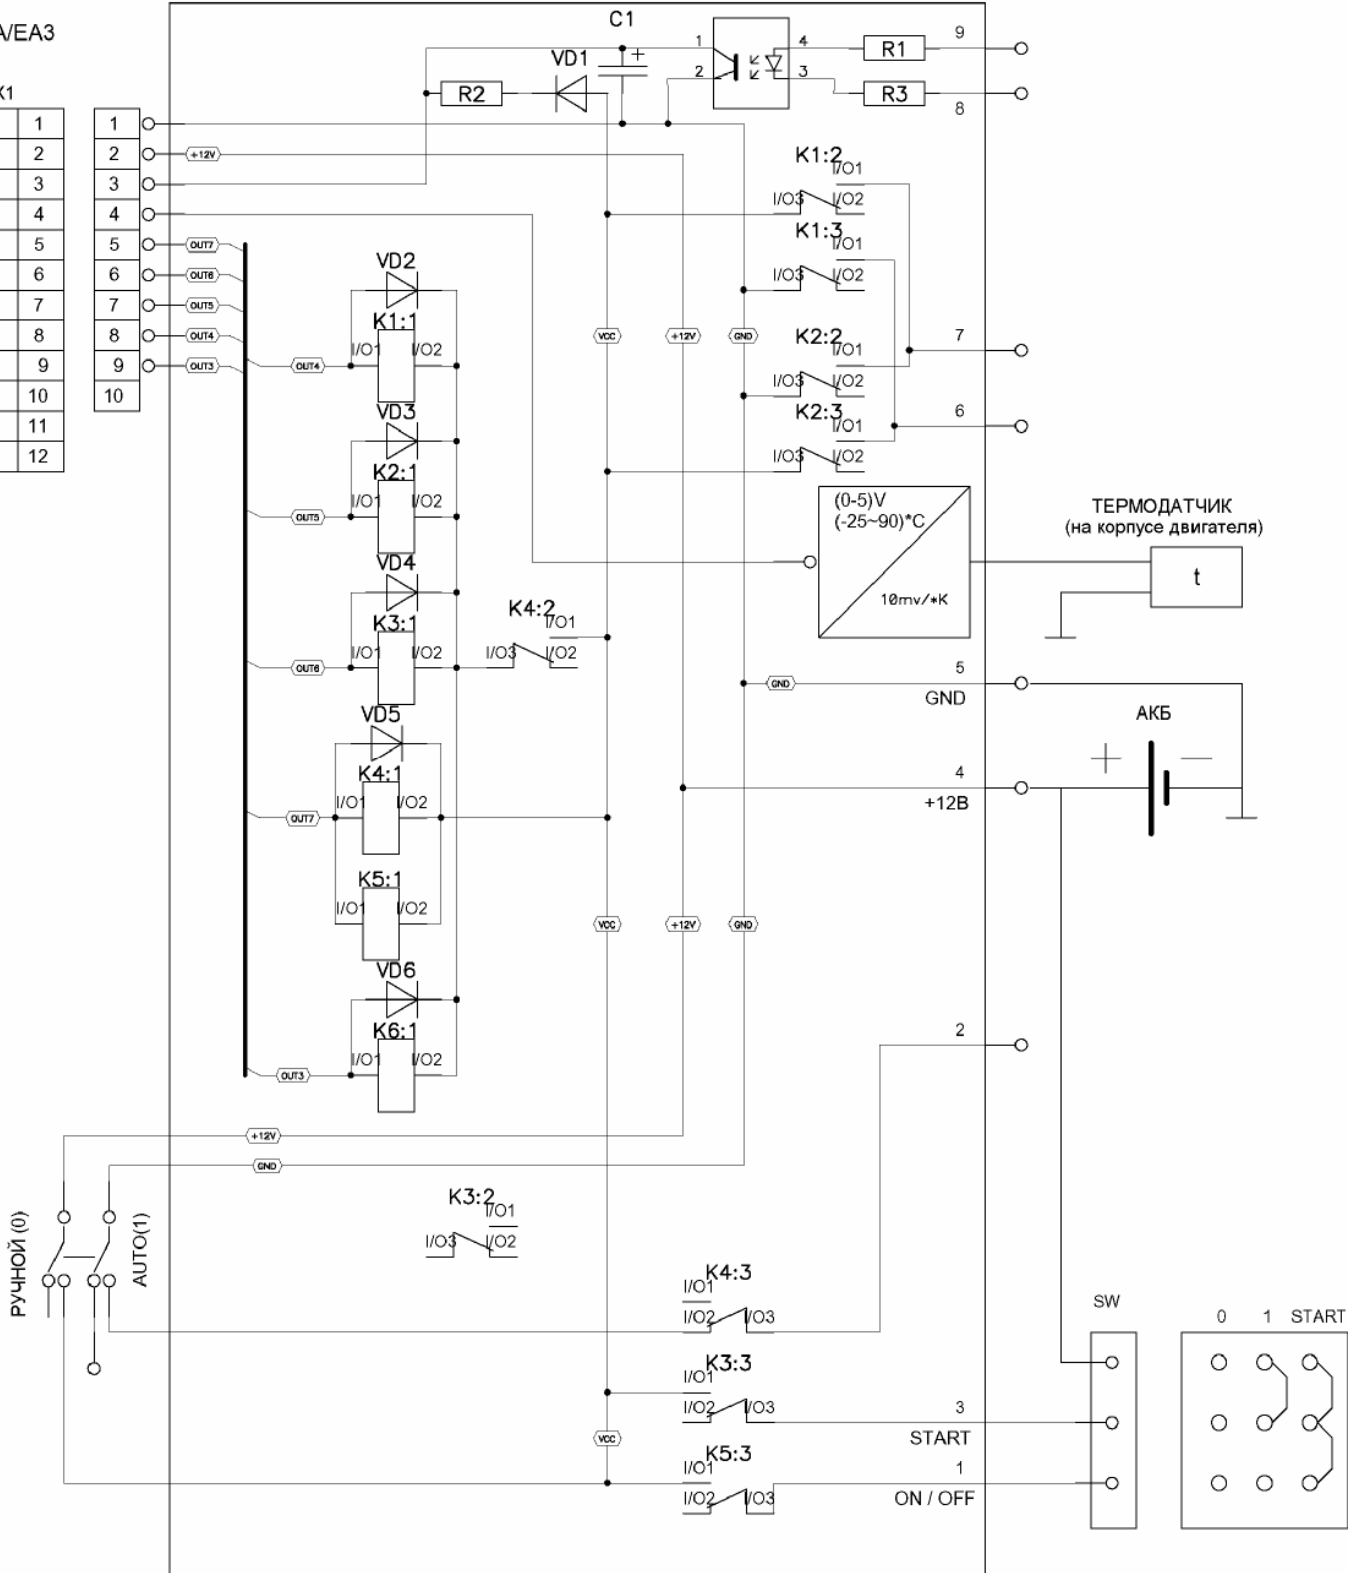 A/EA3
X1
1
2
3
4
5
6
7
8
9
10
11
12
1
2
3
4
5
6
7
8
9
10
+12V
OUT7
OUT6
OUT5
OUT4
OUT3
C1
+
VD1
R2
1
2
4
3
R1
R3
9
8
K1:2
I/O1
I/O3
I/O2
K1:3
I/O1
I/O3
I/O2
VCC
+12V
GND
K2:2
I/O1
I/O3
I/O2
K2:3
I/O1
I/O3
I/O2
7
6
VD2
K1:1
I/O1
I/O2
OUT4
VD3
K2:1
I/O1
I/O2
OUT5
VD4
K3:1
I/O1
I/O2
OUT6
K4:2
I/O1
I/O3
I/O2
(0-5)V
(-25~90)*C
10mv/*K
ТЕРМОДАТЧИК
(на корпусе двигателя)
t
GND
5
GND
АКБ
+
—
4
+12В
VD5
K4:1
I/O1
I/O2
OUT7
K5:1
I/O1
I/O2
VCC
+12V
GND
VD6
K6:1
I/O1
I/O2
OUT3
2
+12V
GND
РУЧНОЙ (0)
AUTO(1)
K3:2
I/O1
I/O3
I/O2
K4:3
I/O1
I/O2
I/O3
K3:3
I/O1
I/O2
I/O3
3
START
VCC
K5:3
I/O1
I/O2
I/O3
1
ON / OFF
SW
0 1 START